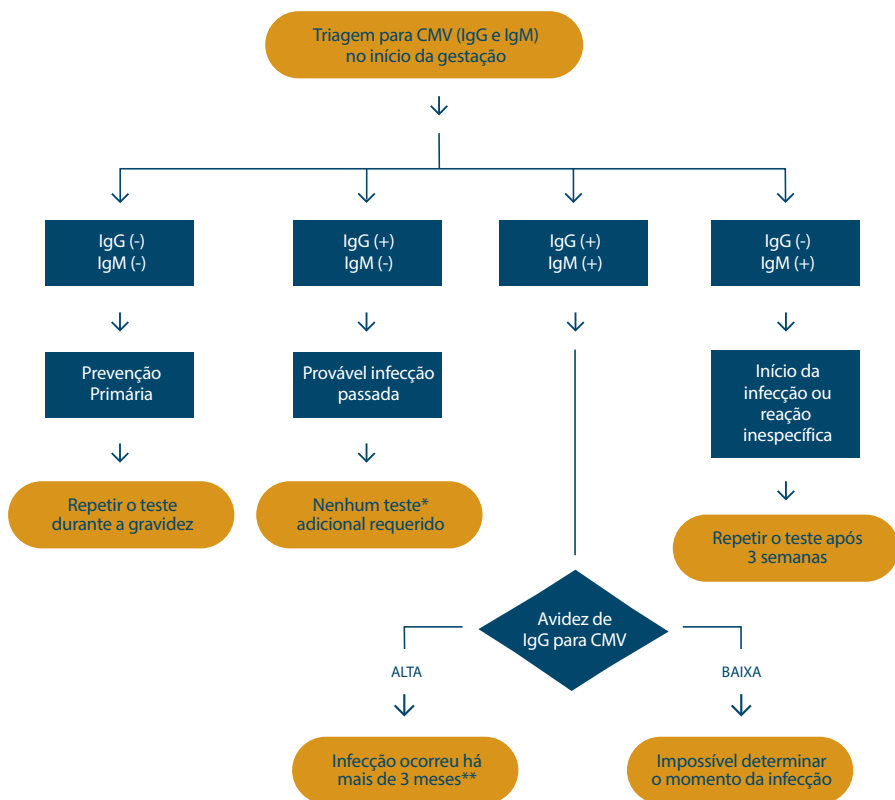 Triagem para CMV (IgG e IgM)
no início da gestação
IgG (-)
IgM (-)
IgG (+)
IgM (-)
IgG (+)
IgM (+)
IgG (-)
IgM (+)
Prevenção
Primária
Provável infecção
passada
Início da
infecção ou
reação
inespecífica
Repetir o teste
durante a gravidez
Nenhum teste*
adicional requerido
Repetir o teste após
3 semanas
Avidez de
IgG para CMV
ALTA
BAIXA
Infecção ocorreu há
mais de 3 meses**
Impossível determinar
o momento da infecção